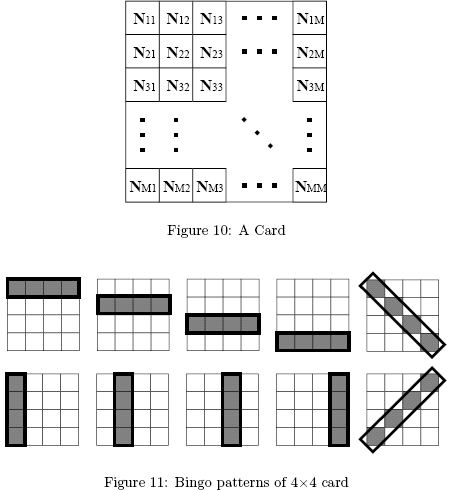 N11 N12 N13 N1M
N21 N22 N23 N2M
N31 N32 N33 N3M
NM1 NM2 NM3 NMM
Figure 10: A Card
Figure 11: Bingo patterns of 4×4 card